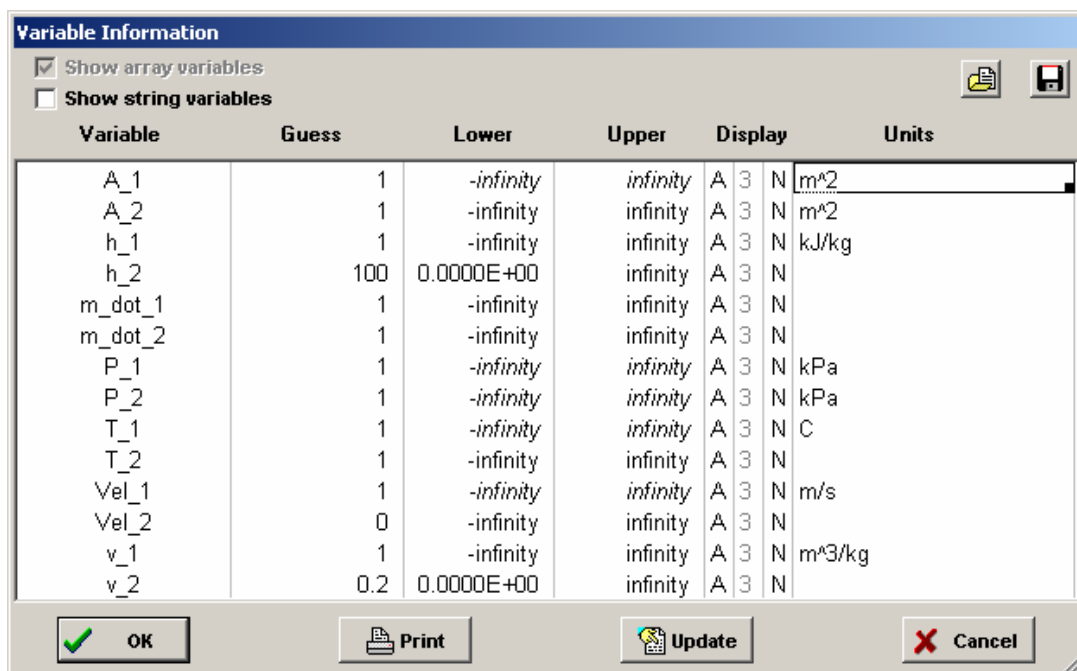 Variable Information
Show array variables
Show string variables
Variable Guess Lower Upper Display Units
A_1 1 -infinity infinity A 3 N m^2
A_2 1 -infinity infinity A 3 N m^2
h_1 1 -infinity infinity A 3 N kJ/kg
h_2 100 0.0000E+00 infinity A 3 N
m_dot_1 1 -infinity infinity A 3 N
m_dot_2 1 -infinity infinity A 3 N
P_1 1 -infinity infinity A 3 N kPa
P_2 1 -infinity infinity A 3 N kPa
T_1 1 -infinity infinity A 3 N C
T_2 1 -infinity infinity A 3 N
Vel_1 1 -infinity infinity A 3 N m/s
Vel_2 0 -infinity infinity A 3 N
v_1 1 -infinity infinity A 3 N m^3/kg
v_2 0.2 0.0000E+00 infinity A 3 N
OK Print Update Cancel